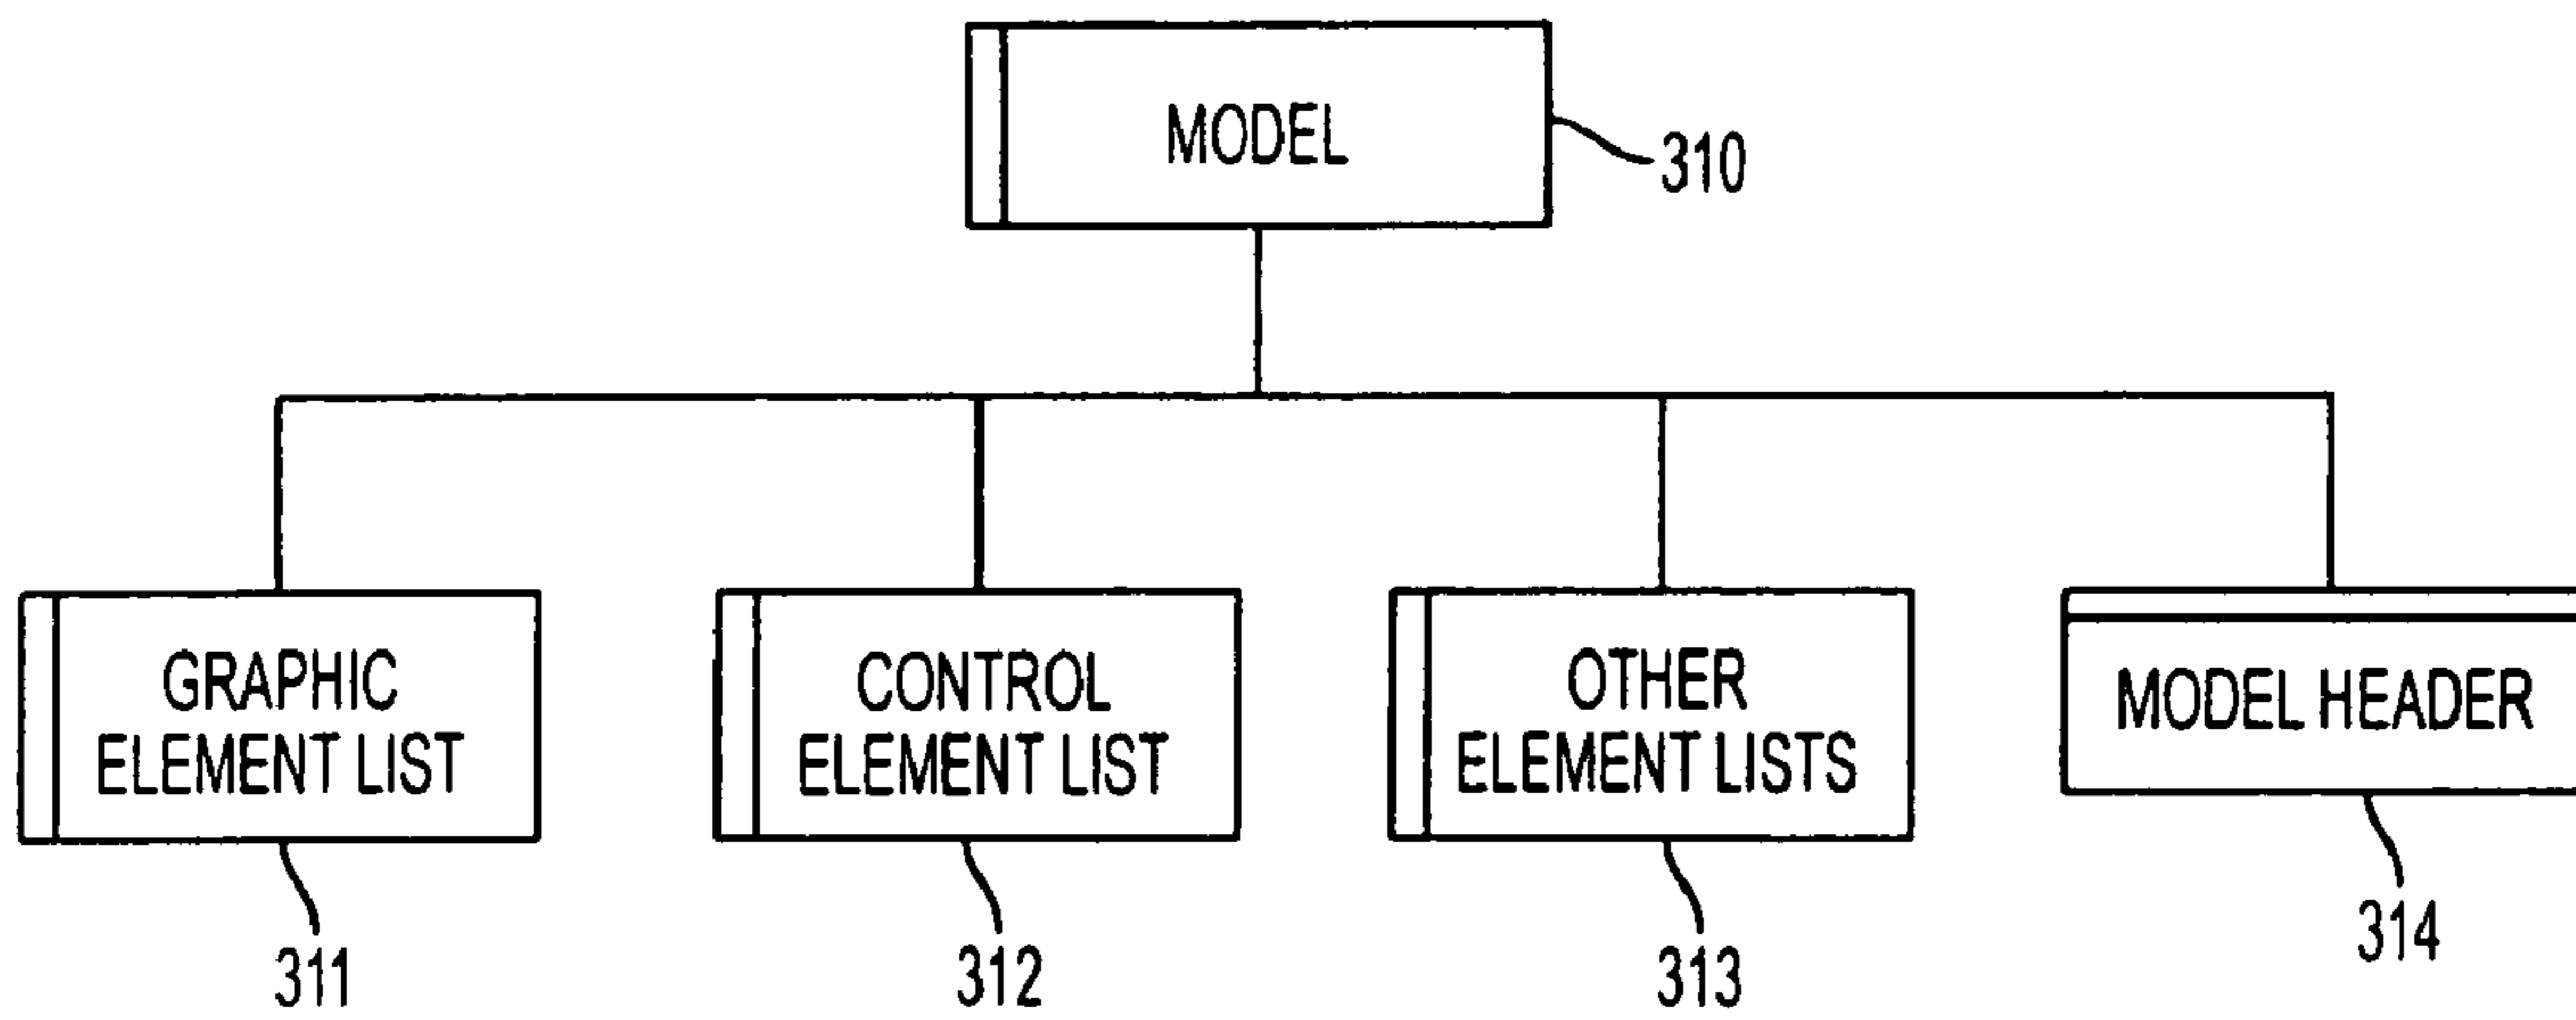 MODEL
310
GRAPHIC
ELEMENT LIST
311
CONTROL
ELEMENT LIST
312
OTHER
ELEMENT LISTS
313
MODEL HEADER
314